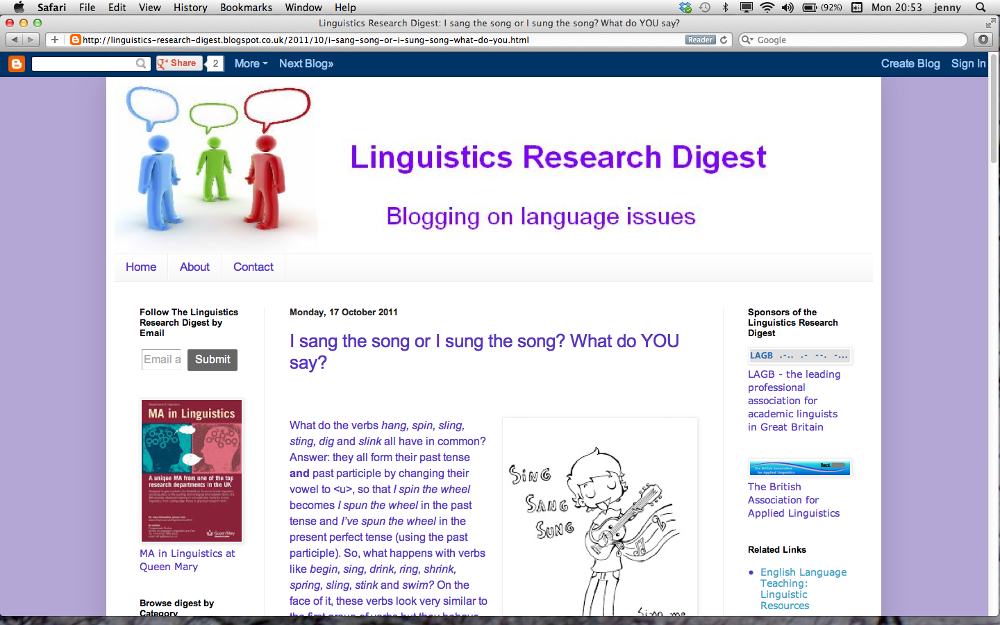 Safari File Edit View History Bookmarks Window Help (92%) Mon 20:53 jenny
Linguistics Research Digest: I sang the song or I sung the song? What do YOU say?
http://linguistics-research-digest.blogspot.co.uk/2011/10/i-sang-song-or-i-sung-song-what-do-you.html Reader Google
Share 2 More Next Blog» Create Blog Sign In
Linguistics Research Digest
Blogging on language issues
Home About Contact
Follow The Linguistics
Research Digest by
Email
Email a Submit
MA in Linguistics
A unique MA from one of the top
research departments in the UK
Queen Mary
MA in Linguistics at
Queen Mary
Browse digest by
Category
Monday, 17 October 2011
I sang the song or I sung the song? What do YOU
say?
What do the verbs hang, spin, sling,
sting, dig and slink all have in common?
Answer: they all form their past tense
and past participle by changing their
vowel to <u>, so that I spin the wheel
becomes I spun the wheel in the past
tense and I've spun the wheel in the
present perfect tense (using the past
participle). So, what happens with verbs
like begin, sing, drink, ring, shrink,
spring, sling, stink and swim? On the
face of it, these verbs look very similar to
the first group of verbs but they behave
SING
SANG
SUNG
Sing me
Sponsors of the
Linguistics Research
Digest
LAGB .-.. .- --. -...
LAGB - the leading
professional
association for
academic linguists
in Great Britain
The British Association
for Applied Linguistics
The British
Association for
Applied Linguistics
Related Links
English Language
Teaching:
Linguistic
Resources